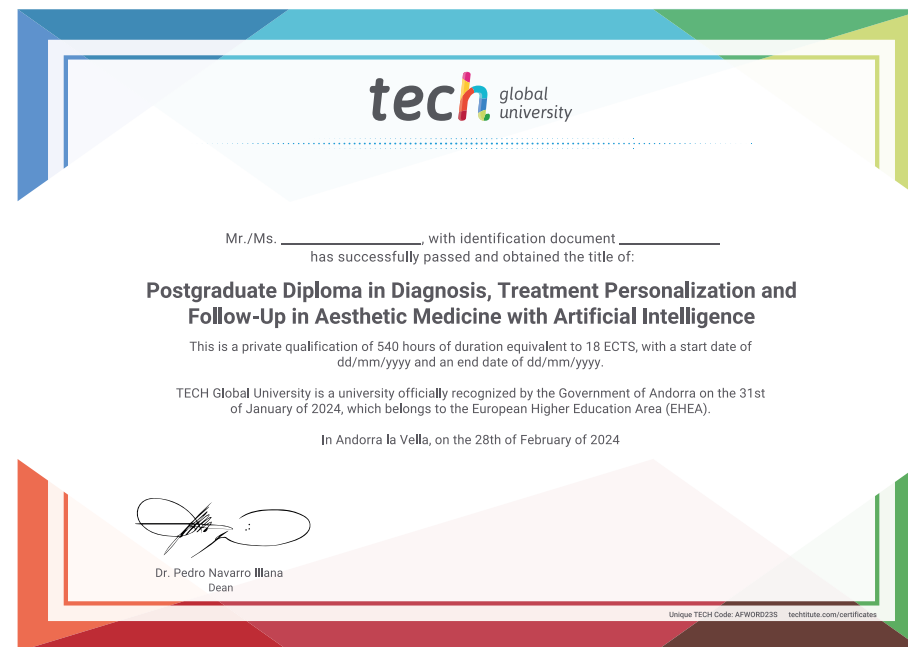 tech global
university
Mr./Ms. ____________, with identification document ____________
has successfully passed and obtained the title of:
Postgraduate Diploma in Diagnosis, Treatment Personalization and
Follow-Up in Aesthetic Medicine with Artificial Intelligence
This is a private qualification of 540 hours of duration equivalent to 18 ECTS, with a start date of
dd/mm/yyyy and an end date of dd/mm/yyyy.
TECH Global University is a university officially recognized by the Government of Andorra on the 31st
of January of 2024, which belongs to the European Higher Education Area (EHEA).
In Andorra la Vella, on the 28th of February of 2024
Dr. Pedro Navarro Illana
Dean
Unique TECH Code: AFWORD23S techtitute.com/certificates